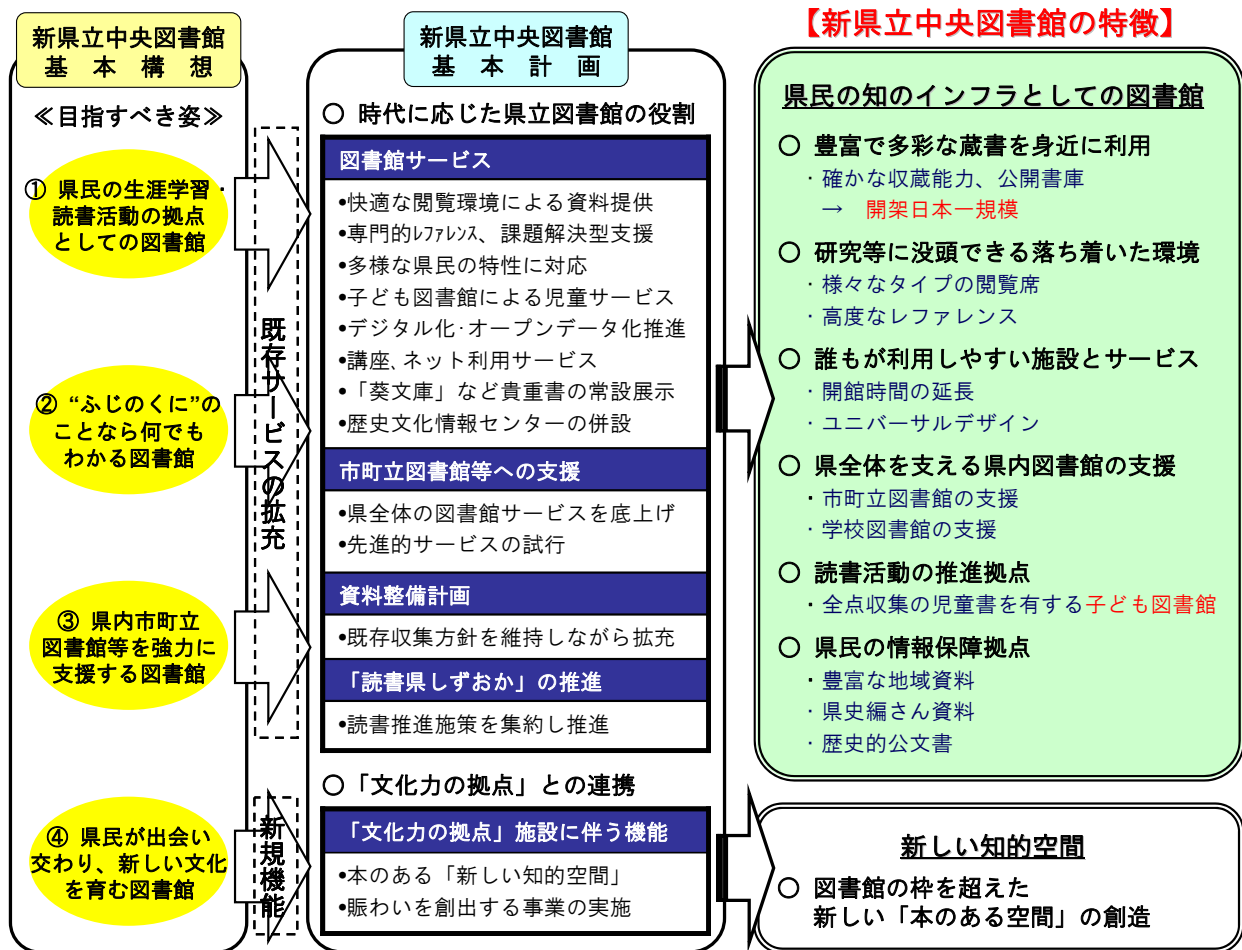 新県立中央図書館
基本構想
≪目指すべき姿≫
① 県民の生涯学習・
読書活動の拠点
としての図書館
② “ふじのくに”の
ことなら何でも
わかる図書館
③ 県内市町立
図書館等を強力に
支援する図書館
④ 県民が出会い
交わり、新しい文化
を育む図書館
既存サービスの拡充
新規機能
新県立中央図書館
基本計画
○ 時代に応じた県立図書館の役割
図書館サービス
•快適な閲覧環境による資料提供
•専門的ﾚﾌｧﾚﾝｽ、課題解決型支援
•多様な県民の特性に対応
•子ども図書館による児童サービス
•デジタル化･オープンデータ化推進
•講座､ネット利用サービス
•「葵文庫」など貴重書の常設展示
•歴史文化情報センターの併設
市町立図書館等への支援
•県全体の図書館サービスを底上げ
•先進的サービスの試行
資料整備計画
•既存収集方針を維持しながら拡充
「読書県しずおか」の推進
•読書推進施策を集約し推進
○「文化力の拠点」との連携
「文化力の拠点」施設に伴う機能
•本のある「新しい知的空間」
•賑わいを創出する事業の実施
【新県立中央図書館の特徴】
県民の知のインフラとしての図書館
○ 豊富で多彩な蔵書を身近に利用
・確かな収蔵能力、公開書庫
→ 開架日本一規模
○ 研究等に没頭できる落ち着いた環境
・様々なタイプの閲覧席
・高度なレファレンス
○ 誰もが利用しやすい施設とサービス
・開館時間の延長
・ユニバーサルデザイン
○ 県全体を支える県内図書館の支援
・市町立図書館の支援
・学校図書館の支援
○ 読書活動の推進拠点
・全点収集の児童書を有する子ども図書館
○ 県民の情報保障拠点
・豊富な地域資料
・県史編さん資料
・歴史的公文書
新しい知的空間
○ 図書館の枠を超えた
新しい「本のある空間」の創造